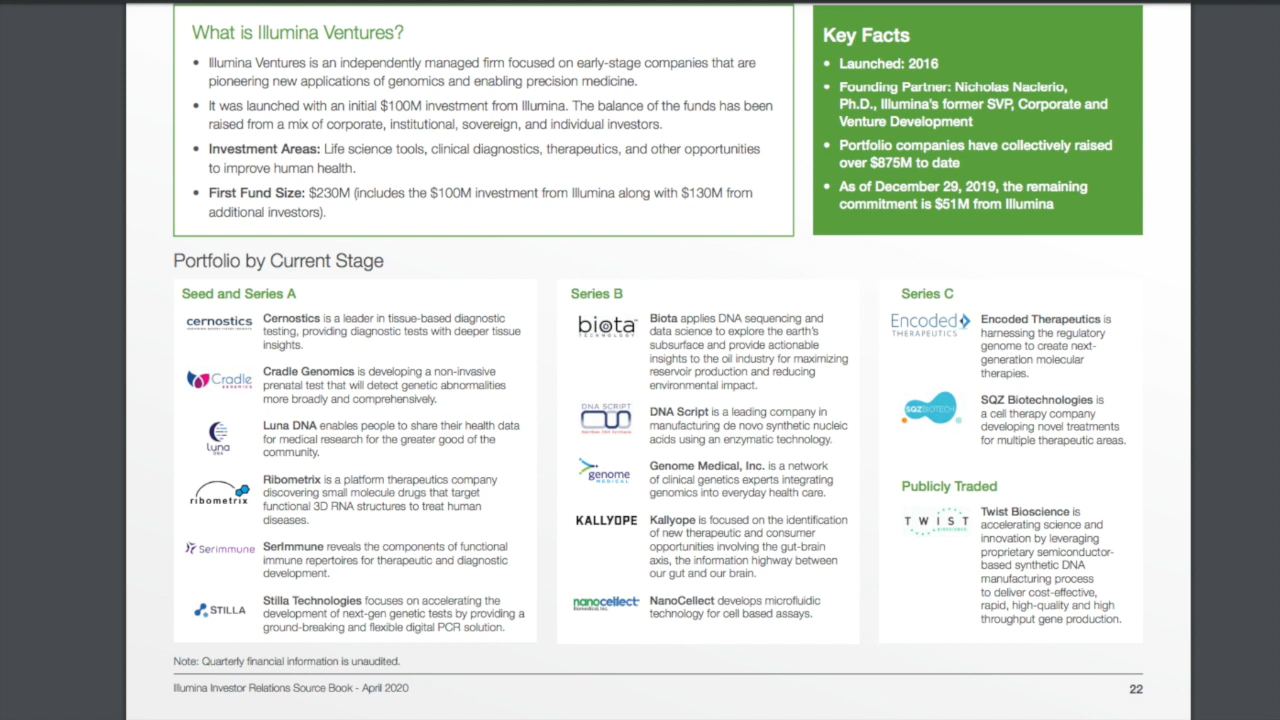 What is Illumina Ventures?
• Illumina Ventures is an independently managed firm focused on early-stage companies that are
pioneering new applications of genomics and enabling precision medicine.
• It was launched with an initial $100M investment from Illumina. The balance of the funds has been
raised from a mix of corporate, institutional, sovereign, and individual investors.
• Investment Areas: Life science tools, clinical diagnostics, therapeutics, and other opportunities
to improve human health.
• First Fund Size: $230M (includes the $100M investment from Illumina along with $130M from
additional investors).
Key Facts
• Launched: 2016
• Founding Partner: Nicholas Naclerio,
Ph.D., Illumina's former SVP, Corporate and
Venture Development
• Portfolio companies have collectively raised
over $875M to date
• As of December 29, 2019, the remaining
commitment is $51M from Illumina
Portfolio by Current Stage
Seed and Series A
cernostics
Cernostics is a leader in tissue-based diagnostic
testing, providing diagnostic tests with deeper tissue
insights.
Cradle
GENOMICS
Cradle Genomics is developing a non-invasive
prenatal test that will detect genetic abnormalities
more broadly and comprehensively.
luna
DNA
Luna DNA enables people to share their health data
for medical research for the greater good of the
community.
ribometrix
Ribometrix is a platform therapeutics company
discovering small molecule drugs that target
functional 3D RNA structures to treat human
diseases.
Serimmune
SerImmune reveals the components of functional
immune repertoires for therapeutic and diagnostic
development.
STILLA
Stilla Technologies focuses on accelerating the
development of next-gen genetic tests by providing a
ground-breaking and flexible digital PCR solution.
Series B
biota
TECHNOLOGY
Biota applies DNA sequencing and
data science to explore the earth's
subsurface and provide actionable
insights to the oil industry for maximizing
reservoir production and reducing
environmental impact.
DNA SCRIPT
DNA Script is a leading company in
manufacturing de novo synthetic nucleic
acids using an enzymatic technology.
genome
MEDICAL
Genome Medical, Inc. is a network
of clinical genetics experts integrating
genomics into everyday health care.
KALLYOPE
Kallyope is focused on the identification
of new therapeutic and consumer
opportunities involving the gut-brain
axis, the information highway between
our gut and our brain.
nanocellect
Biomedical, Inc.
NanoCellect develops microfluidic
technology for cell based assays.
Series C
Encoded
THERAPEUTICS
Encoded Therapeutics is
harnessing the regulatory
genome to create next-
generation molecular
therapies.
SQZBIOTECH
SQZ Biotechnologies is
a cell therapy company
developing novel treatments
for multiple therapeutic areas.
Publicly Traded
TWIST
BIOSCIENCE
Twist Bioscience is
accelerating science and
innovation by leveraging
proprietary semiconductor-
based synthetic DNA
manufacturing process
to deliver cost-effective,
rapid, high-quality and high
throughput gene production.
Note: Quarterly financial information is unaudited.
Illumina Investor Relations Source Book - April 2020
22